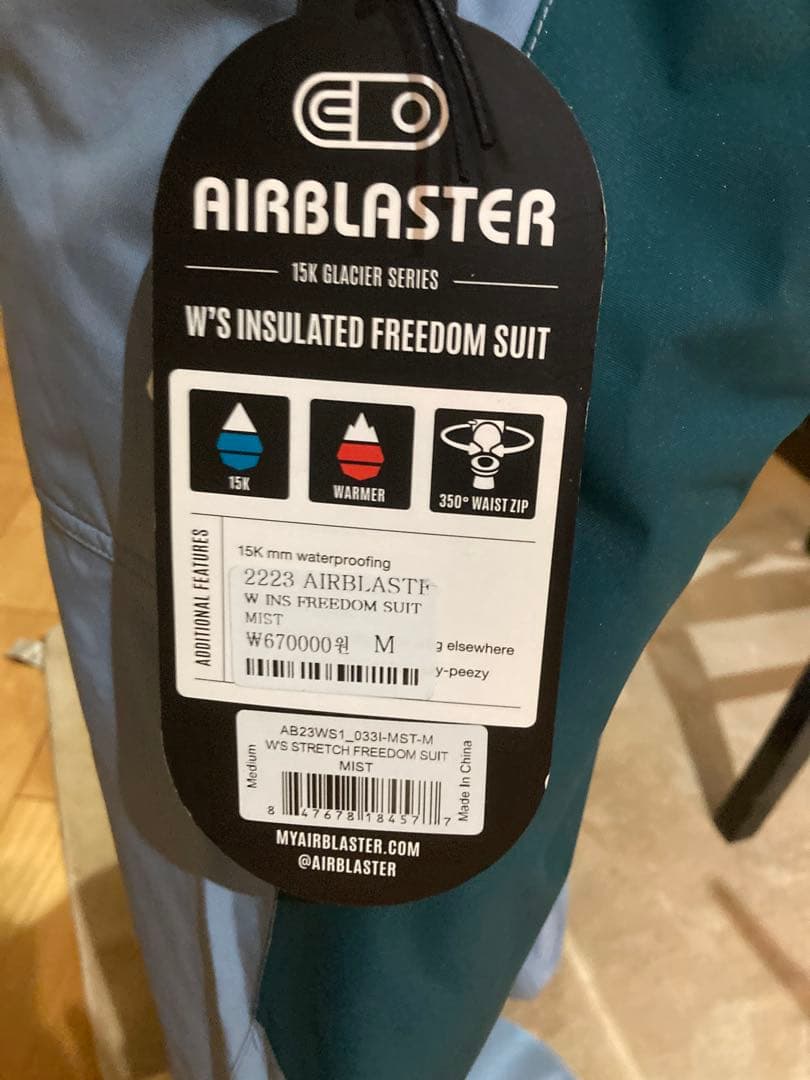 AIRBLASTER
15K GLACIER SERIES
W'S INSULATED FREEDOM SUIT
15K
WARMER
350° WAIST ZIP
ADDITIONAL FEATURES
15K mm waterproofing
2223 AIRBLASTE
W INS FREEDOM SUIT
MIST
₩670000원 M
g elsewhere
y-peezy
AB23WS1_033I-MST-M
W'S STRETCH FREEDOM SUIT
MIST
Medium
Made In China
8 47678 18457 7
MYAIRBLASTER.COM
@AIRBLASTER